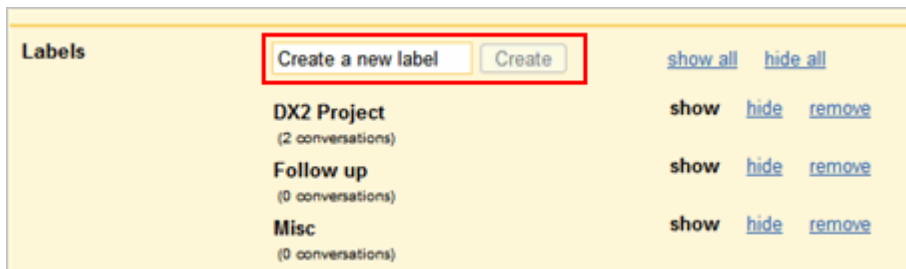 Labels Create a new label Create show all hide all
DX2 Project show hide remove
(2 conversations)
Follow up show hide remove
(0 conversations)
Misc show hide remove
(0 conversations)